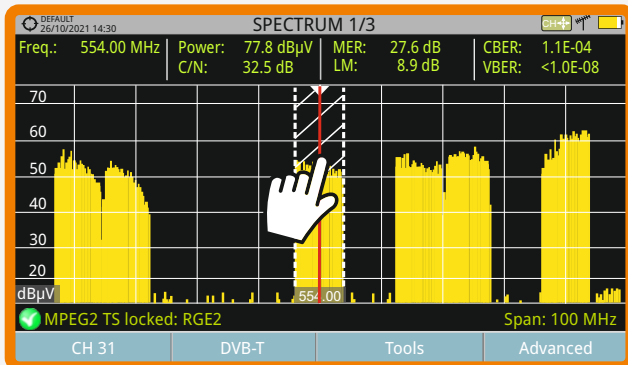 DEFAULT
26/10/2021 14:30
SPECTRUM 1/3
CH
Freq.: 554.00 MHz
Power: 77.8 dBµV
MER: 27.6 dB
CBER: 1.1E-04
C/N: 32.5 dB
LM: 8.9 dB
VBER: <1.0E-08
70
60
50
40
30
20
dBµV
554.00
MPEG2 TS locked: RGE2
Span: 100 MHz
CH 31
DVB-T
Tools
Advanced